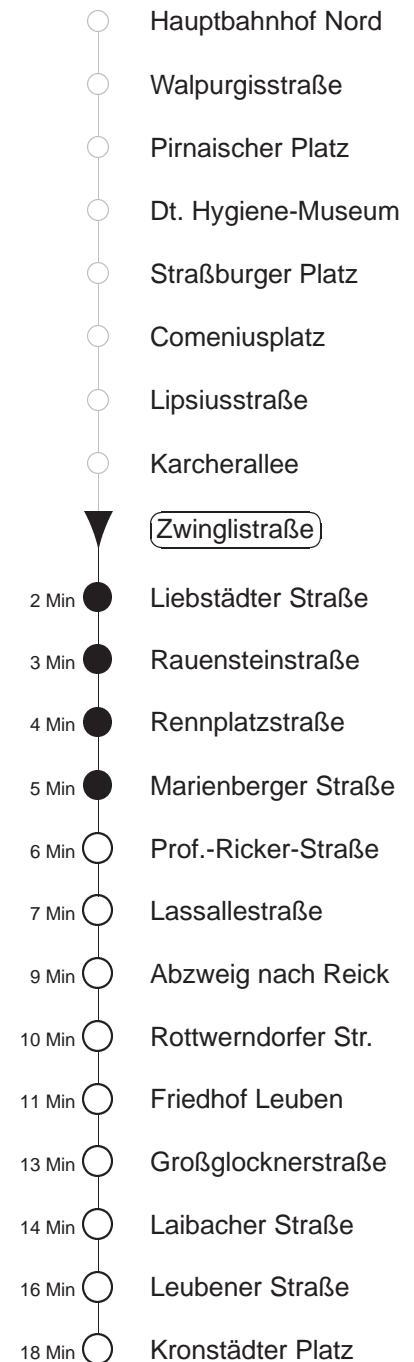 Hauptbahnhof Nord
Walpurgisstraße
Pirnaischer Platz
Dt. Hygiene-Museum
Straßburger Platz
Comeniusplatz
Lipsiusstraße
Karcherallee
Zwinglistraße
2 Min Liebstädter Straße
3 Min Rauensteinstraße
4 Min Rennplatzstraße
5 Min Marienberger Straße
6 Min Prof.-Ricker-Straße
7 Min Lassallestraße
9 Min Abzweig nach Reick
10 Min Rottwerndorfer Str.
11 Min Friedhof Leuben
13 Min Großglocknerstraße
14 Min Laibacher Straße
16 Min Leubener Straße
18 Min Kronstädter Platz